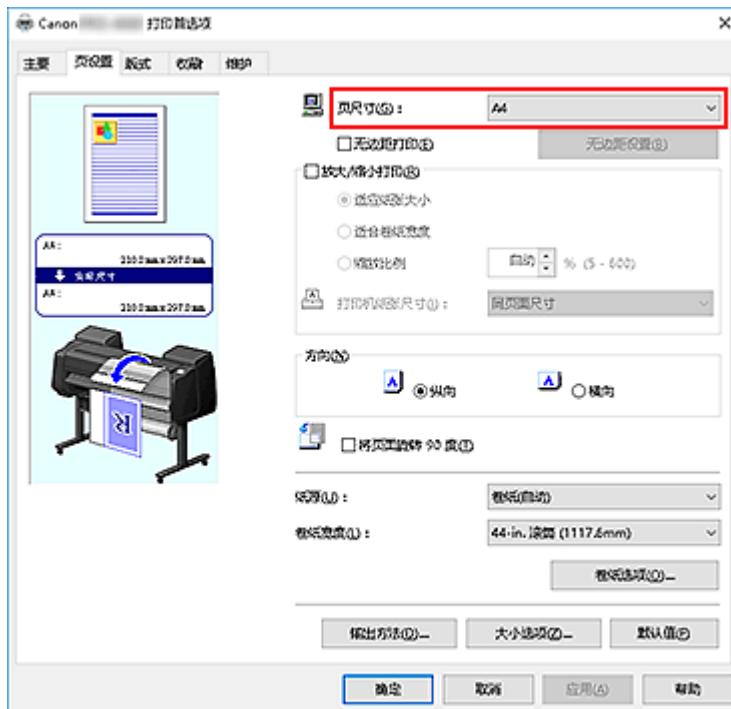 Canon 打印首选项
主要 页设置 版式 收藏 维护
页尺寸(S)： A4
无边距打印(E) 无边距设置(B)
放大/缩小打印(R)
适应纸张大小
适合卷纸宽度
缩放比例 自动 % (5 - 600)
打印机纸张尺寸(I)： 同页面尺寸
A4 :
210.0mm x 297.0mm
实际尺寸
A4 :
210.0mm x 297.0mm
方向(N)
A 纵向 A 横向
将页面旋转 90 度(T)
纸源(U)： 卷纸(自动)
卷纸宽度(L)： 44-in. 滚筒 (1117.6mm)
卷纸选项(O)...
输出方法(D)... 大小选项(Z)... 默认值(F)
确定 取消 应用(A) 帮助